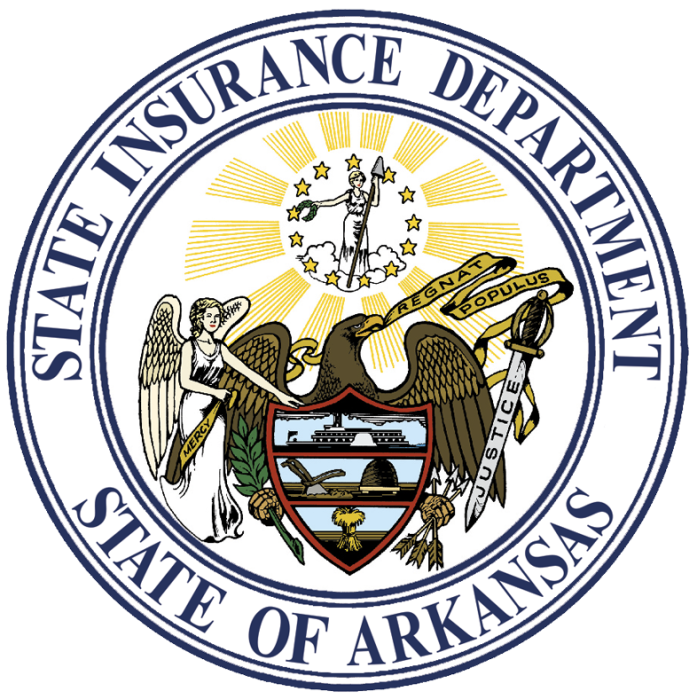 STATE INSURANCE DEPARTMENT
REGNAT
POPULUS
MERCY
JUSTICE
STATE OF ARKANSAS